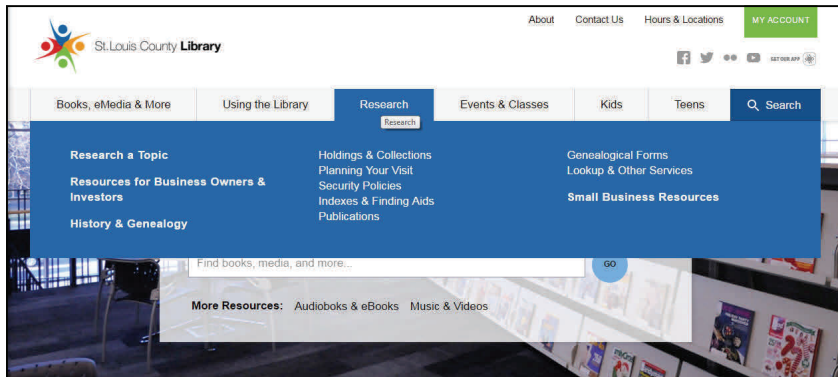 About Contact Us Hours & Locations MY ACCOUNT
St.Louis County Library
GET OUR APP
Books, eMedia & More Using the Library Research Events & Classes Kids Teens Search
Research
Research a Topic
Resources for Business Owners &
Investors
History & Genealogy
Holdings & Collections
Planning Your Visit
Security Policies
Indexes & Finding Aids
Publications
Genealogical Forms
Lookup & Other Services
Small Business Resources
Find books, media, and more... GO
More Resources: Audioboks & eBooks Music & Videos